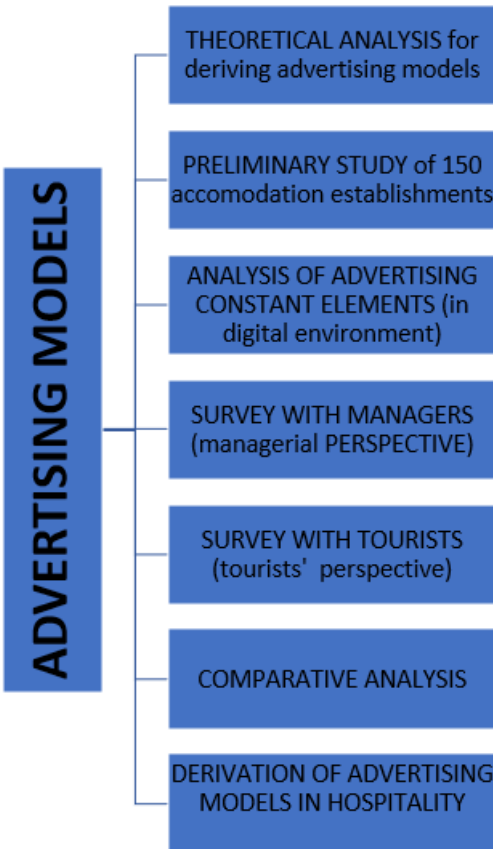 ADVERTISING MODELS
THEORETICAL ANALYSIS for
deriving advertising models
PRELIMINARY STUDY of 150
accomodation establishments
ANALYSIS OF ADVERTISING
CONSTANT ELEMENTS (in
digital environment)
SURVEY WITH MANAGERS
(managerial PERSPECTIVE)
SURVEY WITH TOURISTS
(tourists' perspective)
COMPARATIVE ANALYSIS
DERIVATION OF ADVERTISING
MODELS IN HOSPITALITY